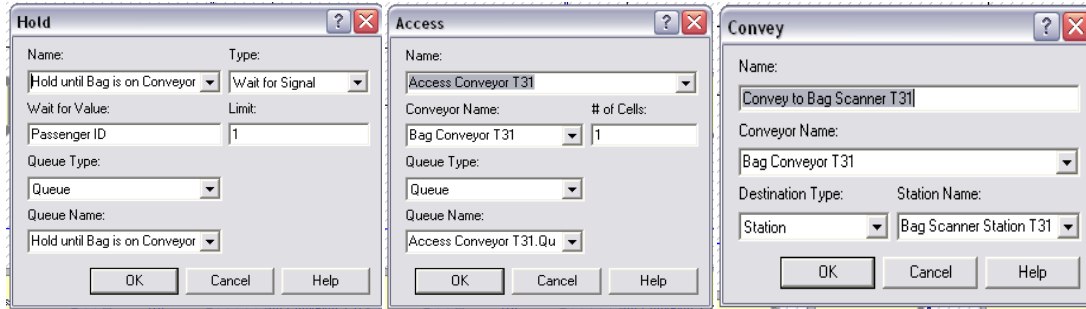 Hold
Name: Type:
Hold until Bag is on Conveyor Wait for Signal
Wait for Value: Limit:
Passenger ID 1
Queue Type:
Queue
Queue Name:
Hold until Bag is on Conveyor
OK Cancel Help
Access
Name:
Access Conveyor T31
Conveyor Name: # of Cells:
Bag Conveyor T31 1
Queue Type:
Queue
Queue Name:
Access Conveyor T31.Qu
OK Cancel Help
Convey
Name:
Convey to Bag Scanner T31
Conveyor Name:
Bag Conveyor T31
Destination Type: Station Name:
Station Bag Scanner Station T31
OK Cancel Help